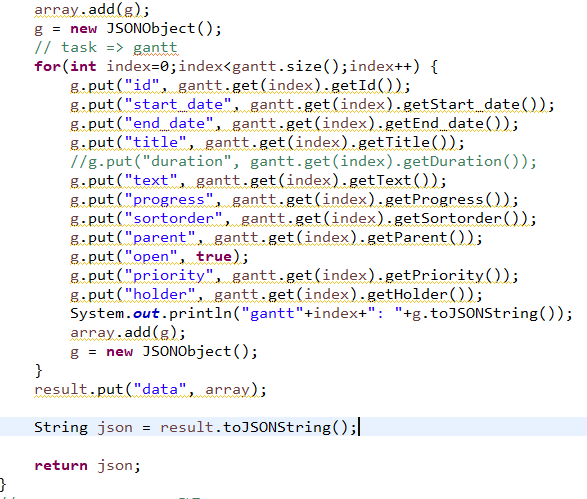 array.add(g);
g = new JSONObject();
// task => gantt
for(int index=0;index<gantt.size();index++) {
g.put("id", gantt.get(index).getId());
g.put("start_date", gantt.get(index).getStart_date());
g.put("end_date", gantt.get(index).getEnd_date());
g.put("title", gantt.get(index).getTitle());
//g.put("duration", gantt.get(index).getDuration());
g.put("text", gantt.get(index).getText());
g.put("progress", gantt.get(index).getProgress());
g.put("sortorder", gantt.get(index).getSortorder());
g.put("parent", gantt.get(index).getParent());
g.put("open", true);
g.put("priority", gantt.get(index).getPriority());
g.put("holder", gantt.get(index).getHolder());
System.out.println("gantt"+index+": "+g.toJSONString());
array.add(g);
g = new JSONObject();
}
result.put("data", array);
String json = result.toJSONString();
return json;
}